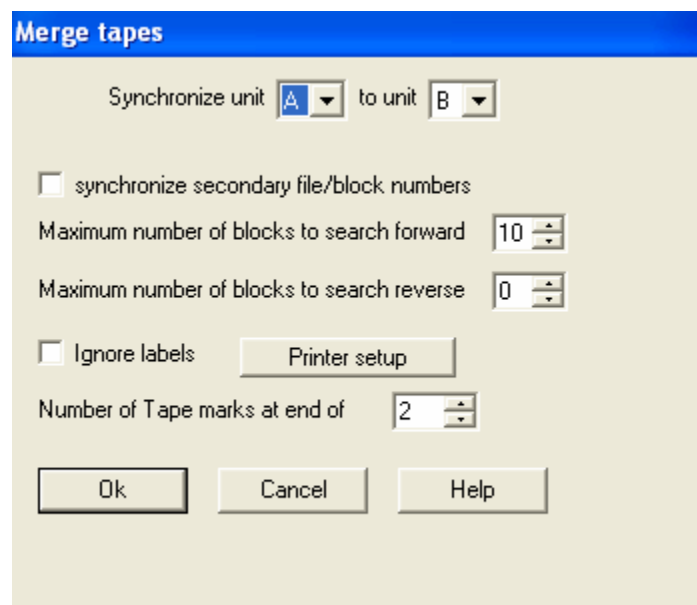 Merge tapes
Synchronize unit A to unit B
synchronize secondary file/block numbers
Maximum number of blocks to search forward 10
Maximum number of blocks to search reverse 0
Ignore labels Printer setup
Number of Tape marks at end of 2
Ok Cancel Help